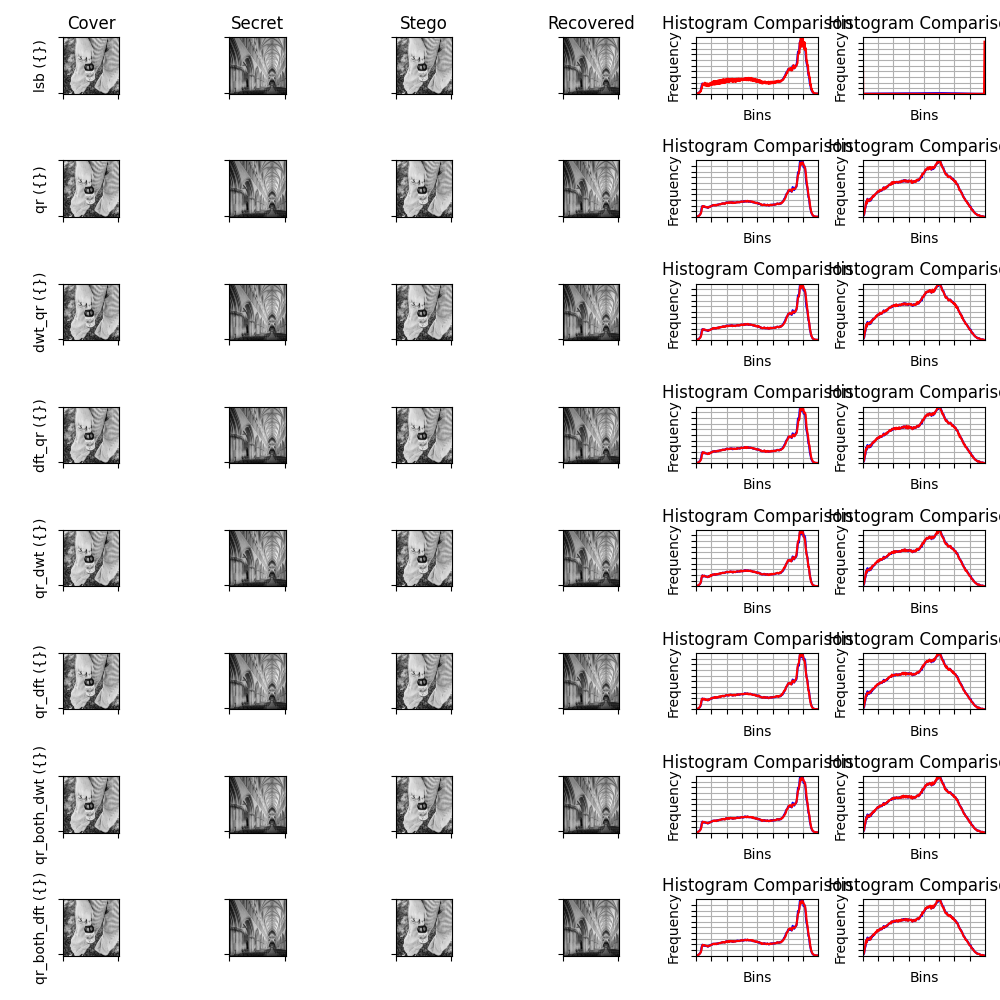 Cover Secret Stego Recovered Histogram Comparison Histogram Comparis
lsb ({}) Frequency Frequency
Bins Bins
Histogram Comparison Histogram Comparis
qr ({}) Frequency Frequency
Bins Bins
Histogram Comparison Histogram Comparis
dwt_qr ({}) Frequency Frequency
Bins Bins
Histogram Comparison Histogram Comparis
dft_qr ({}) Frequency Frequency
Bins Bins
Histogram Comparison Histogram Comparis
qr_dwt ({}) Frequency Frequency
Bins Bins
Histogram Comparison Histogram Comparis
qr_dft ({}) Frequency Frequency
Bins Bins
Histogram Comparison Histogram Comparis
qr_both_dwt ({}) Frequency Frequency
Bins Bins
Histogram Comparison Histogram Comparis
qr_both_dft ({}) Frequency Frequency
Bins Bins